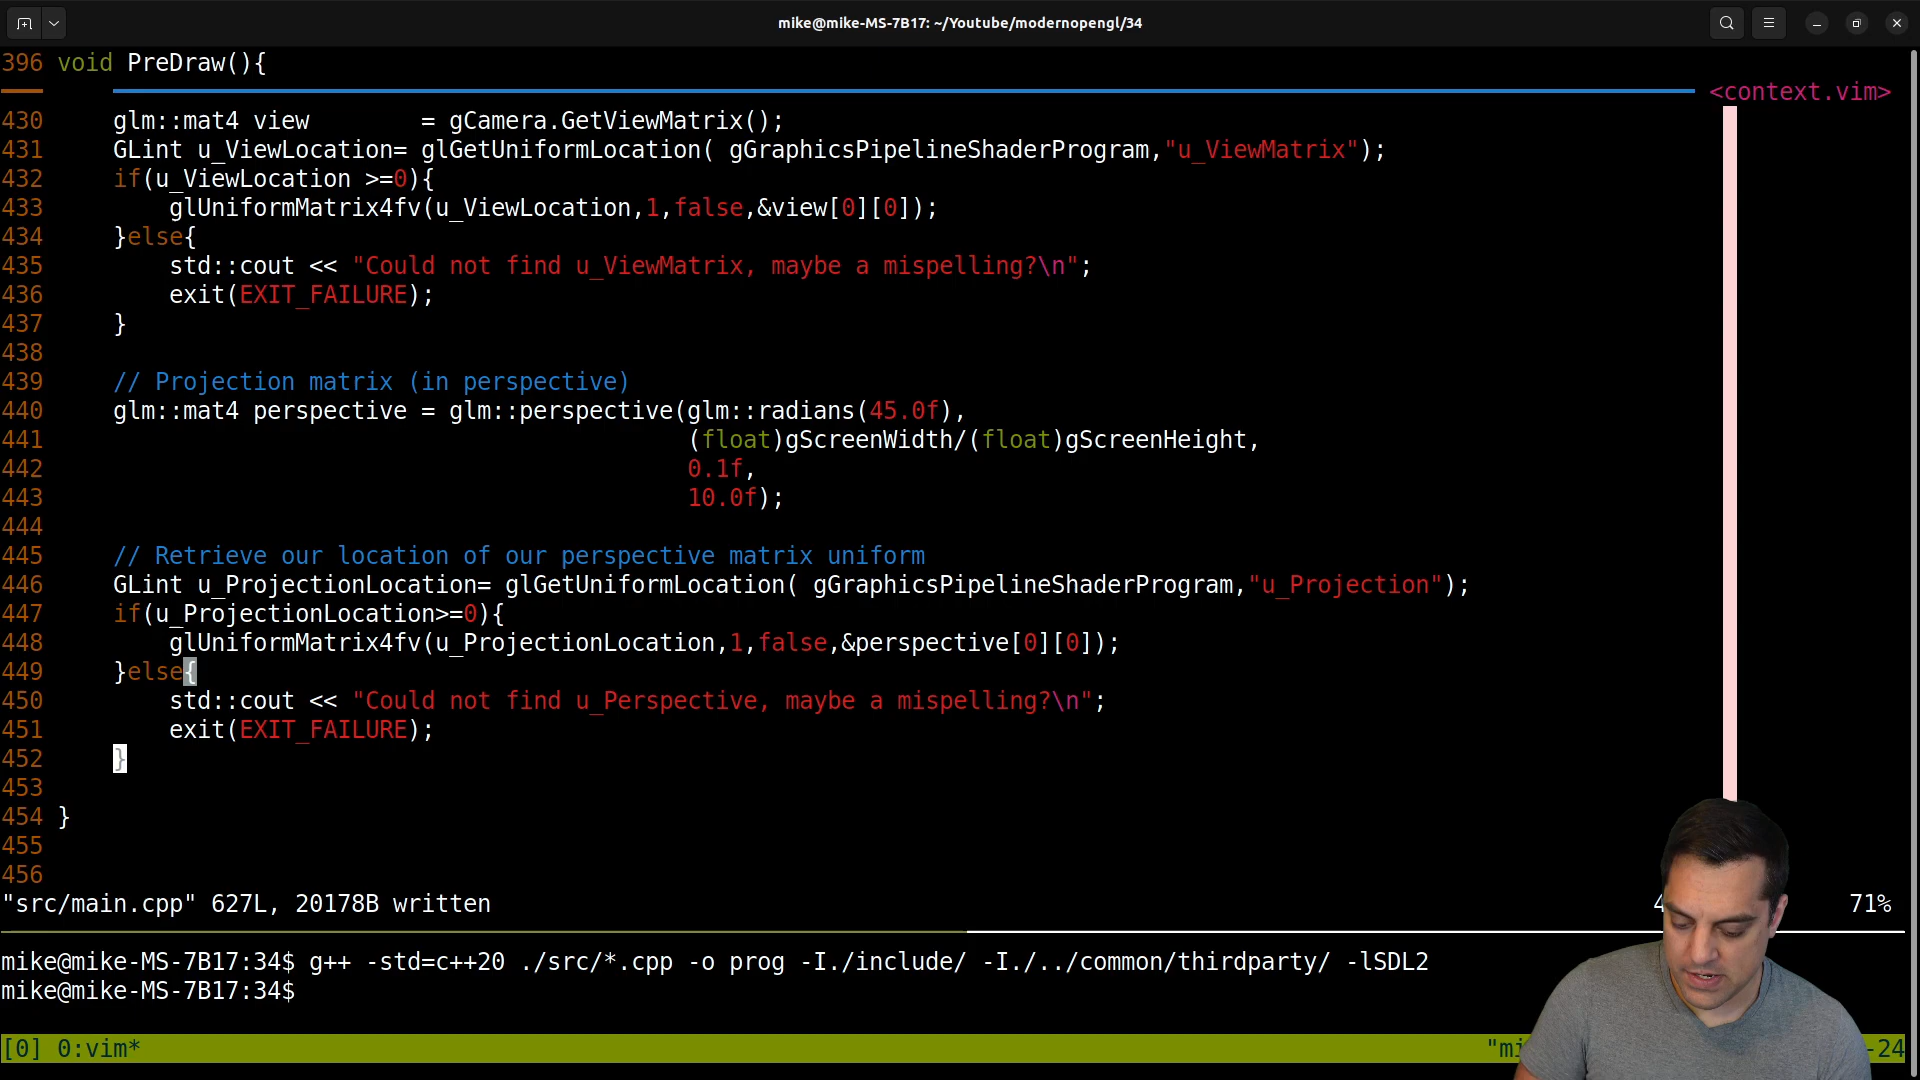 mike@mike-MS-7B17: ~/Youtube/modernopengl/34
396 void PreDraw(){
<context.vim>
430     glm::mat4 view        = gCamera.GetViewMatrix();
431     GLint u_ViewLocation= glGetUniformLocation( gGraphicsPipelineShaderProgram,"u_ViewMatrix");
432     if(u_ViewLocation >=0){
433         glUniformMatrix4fv(u_ViewLocation,1,false,&view[0][0]);
434     }else{
435         std::cout << "Could not find u_ViewMatrix, maybe a mispelling?\n";
436         exit(EXIT_FAILURE);
437     }
438
439     // Projection matrix (in perspective)
440     glm::mat4 perspective = glm::perspective(glm::radians(45.0f),
441                                              (float)gScreenWidth/(float)gScreenHeight,
442                                              0.1f,
443                                              10.0f);
444
445     // Retrieve our location of our perspective matrix uniform
446     GLint u_ProjectionLocation= glGetUniformLocation( gGraphicsPipelineShaderProgram,"u_Projection");
447     if(u_ProjectionLocation>=0){
448         glUniformMatrix4fv(u_ProjectionLocation,1,false,&perspective[0][0]);
449     }else{
450         std::cout << "Could not find u_Perspective, maybe a mispelling?\n";
451         exit(EXIT_FAILURE);
452     }
453
454 }
455
456
"src/main.cpp" 627L, 20178B written 71%
mike@mike-MS-7B17:34$ g++ -std=c++20 ./src/*.cpp -o prog -I./include/ -I./../common/thirdparty/ -lSDL2
mike@mike-MS-7B17:34$
[0] 0:vim* "mi -24